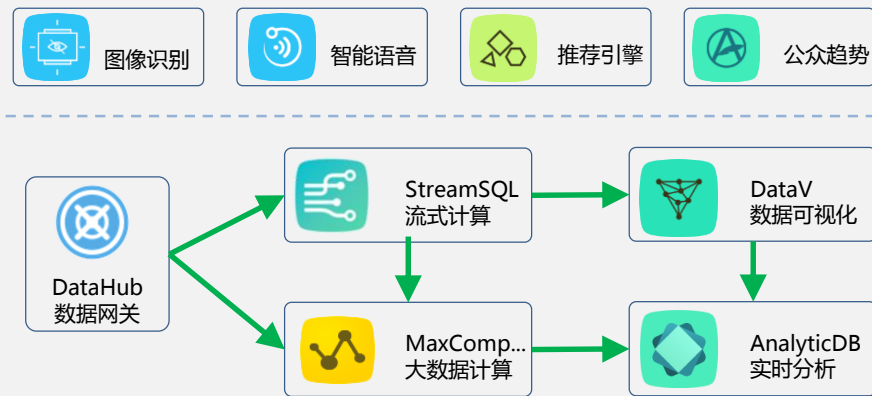 图像识别
智能语音
推荐引擎
公众趋势
StreamSQL
流式计算
DataV
数据可视化
DataHub
数据网关
MaxComp...
大数据计算
AnalyticDB
实时分析